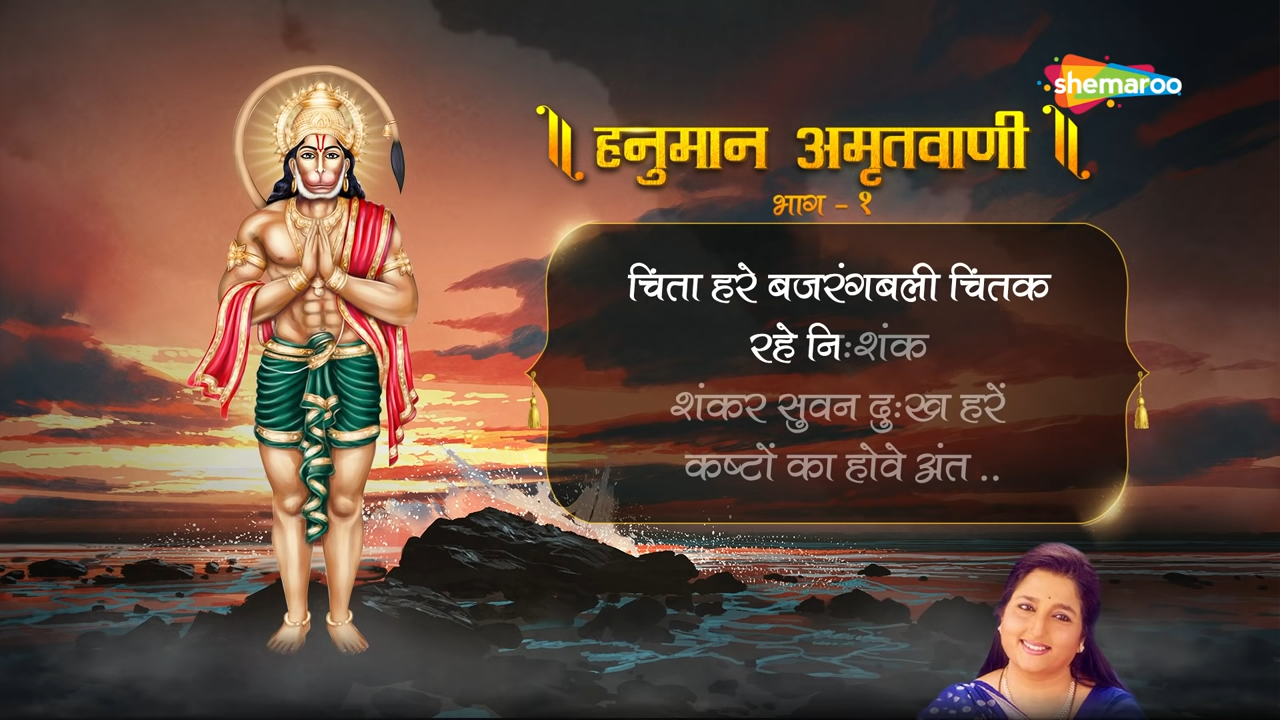 shemaroo
॥ हनुमान अमृतवाणी ॥
भाग - १
चिंता हरे बजरंगबली चिंतक
रहे निःशंक
शंकर सुवन दुःख हरें
कष्टों का होवे अंत ..